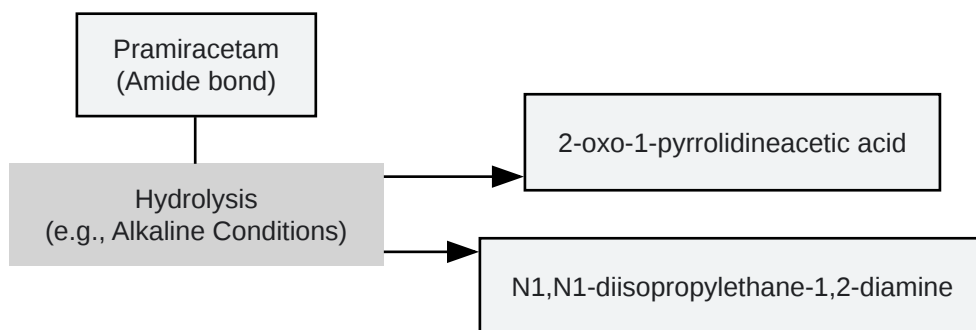 Pramiracetam
(Amide bond)
2-oxo-1-pyrrolidineacetic acid
Hydrolysis
(e.g., Alkaline Conditions)
N1,N1-diisopropylethane-1,2-diamine